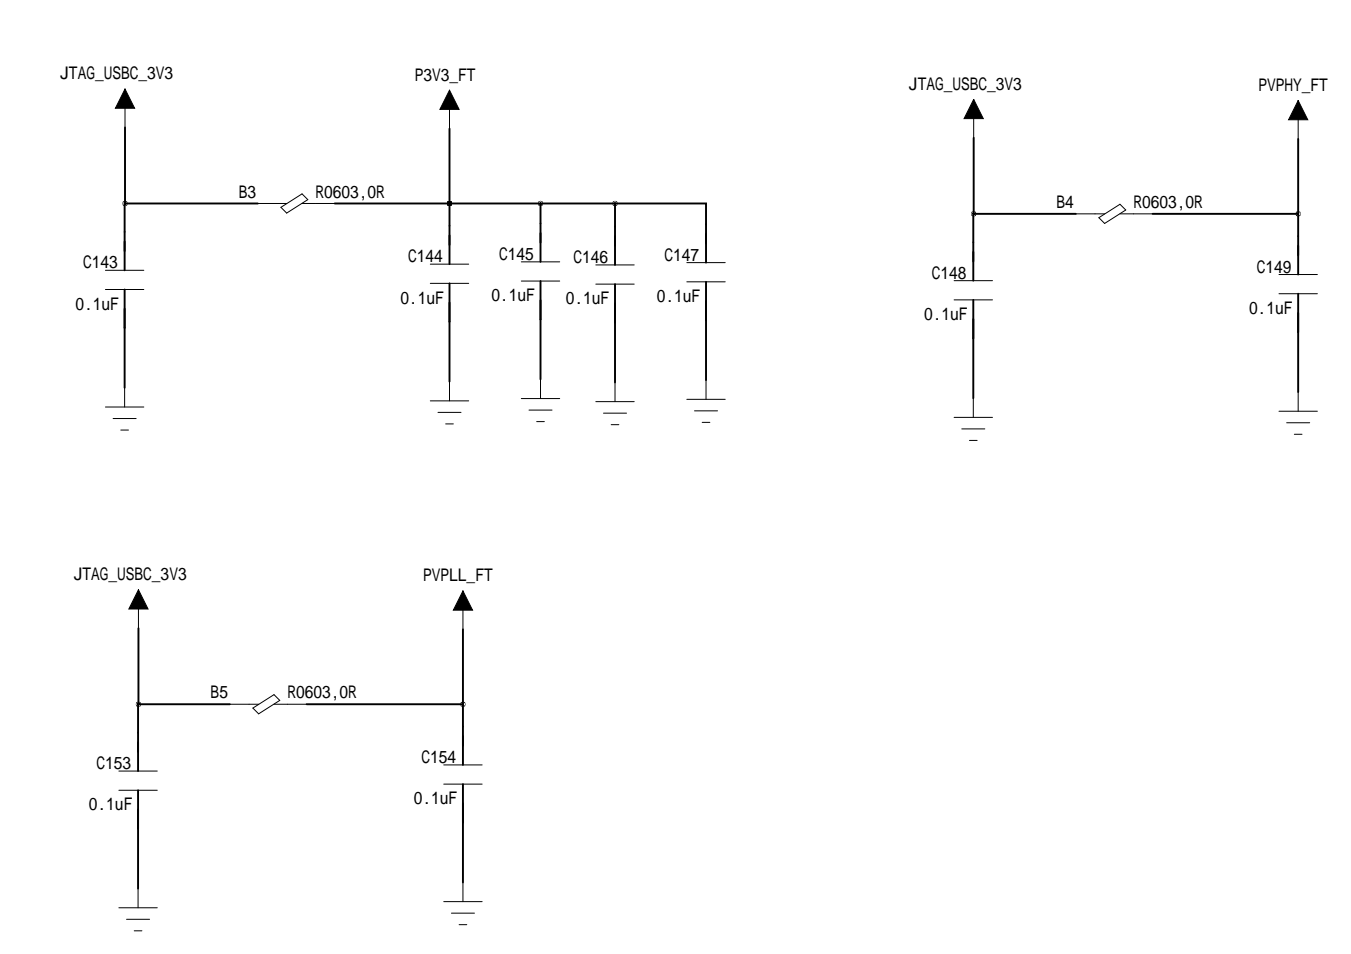 JTAG_USBC_3V3
P3V3_FT
B3
R0603,0R
C143
0.1uF
C144
0.1uF
C145
0.1uF
C146
0.1uF
C147
0.1uF
JTAG_USBC_3V3
PVPHY_FT
B4
R0603,0R
C148
0.1uF
C149
0.1uF
JTAG_USBC_3V3
PVPLL_FT
B5
R0603,0R
C153
0.1uF
C154
0.1uF